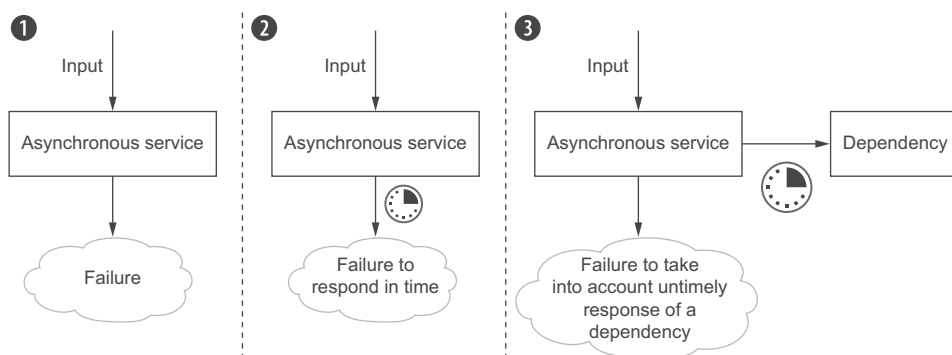 1
Input
Asynchronous service
Failure
2
Input
Asynchronous service
Failure to
respond in time
3
Input
Asynchronous service
Dependency
Failure to take
into account untimely
response of a
dependency